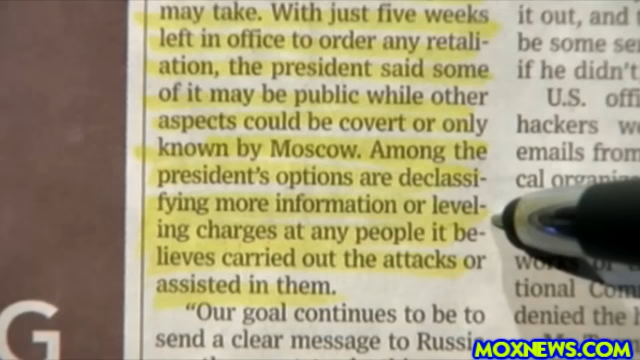 may take. With just five weeks
left in office to order any retali-
ation, the president said some
of it may be public while other
aspects could be covert or only
known by Moscow. Among the
president's options are declassi-
fying more information or level-
ing charges at any people it be-
lieves carried out the attacks or
assisted in them.
"Our goal continues to be to
send a clear message to
it out, and
be some
if he didn't
U.S.
hackers
emails from
cal
tional
denied the
G
MOXNEWS.COM